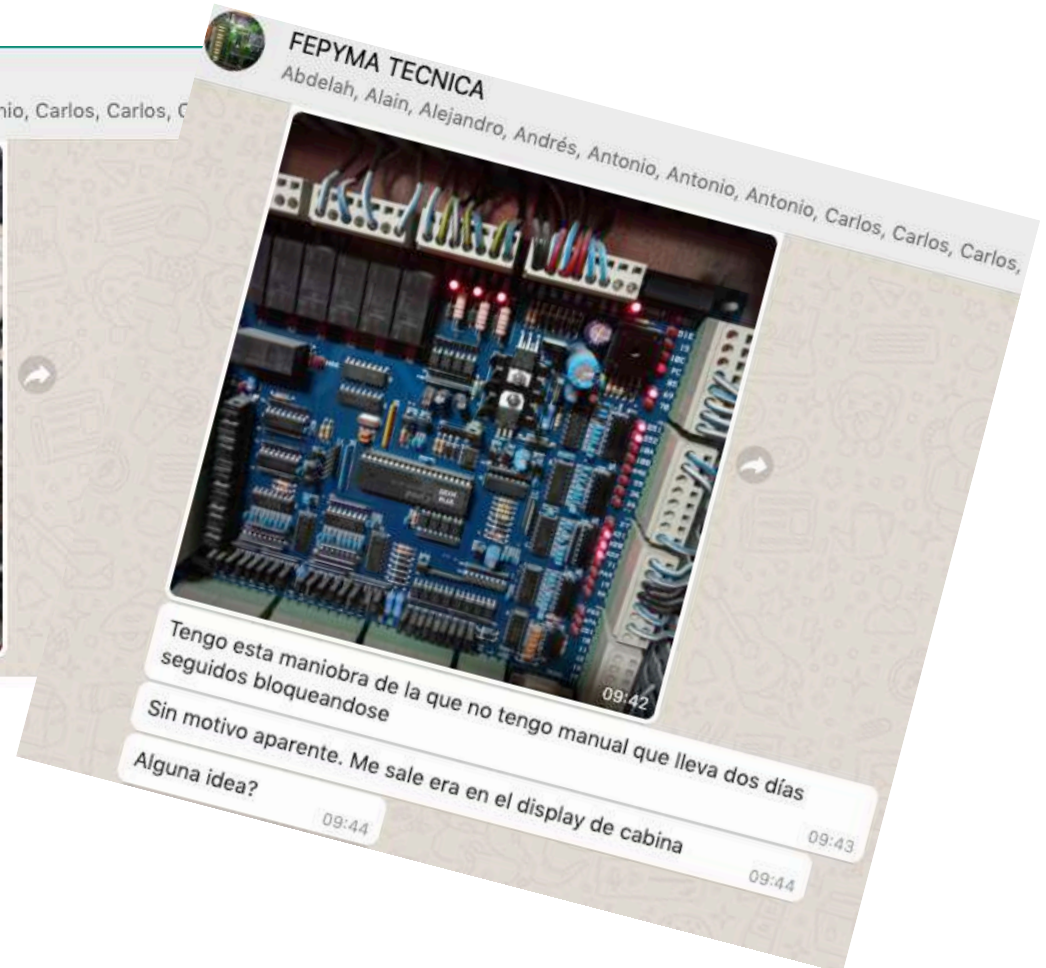 nio, Carlos, Carlos, C
FEPYMA TECNICA
Abdelah, Alain, Alejandro, Andrés, Antonio, Antonio, Antonio, Carlos, Carlos, Carlos,
09:42
Tengo esta maniobra de la que no tengo manual que lleva dos días
seguidos bloqueandose
09:43
Sin motivo aparente. Me sale era en el display de cabina
09:44
Alguna idea?
09:44